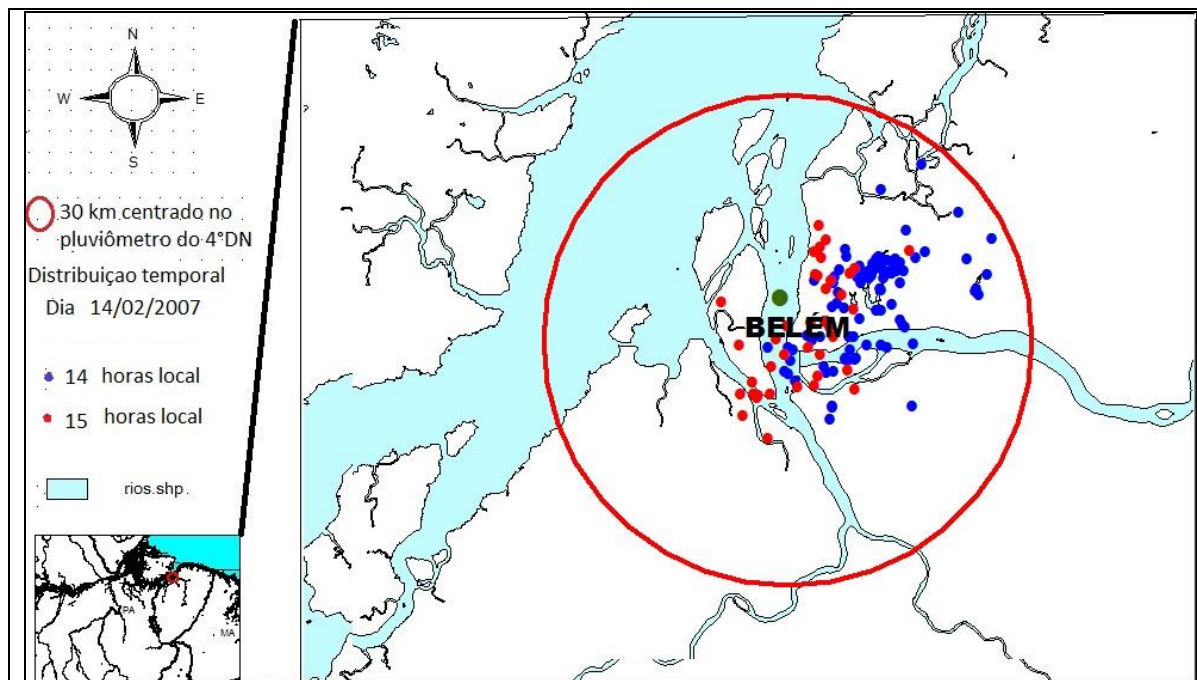 N
W E
S
30 km centrado no
pluviômetro do 4°DN
Distribuiçao temporal
Dia 14/02/2007
14 horas local
15 horas local
rios.shp
PA
MA
BELÉM